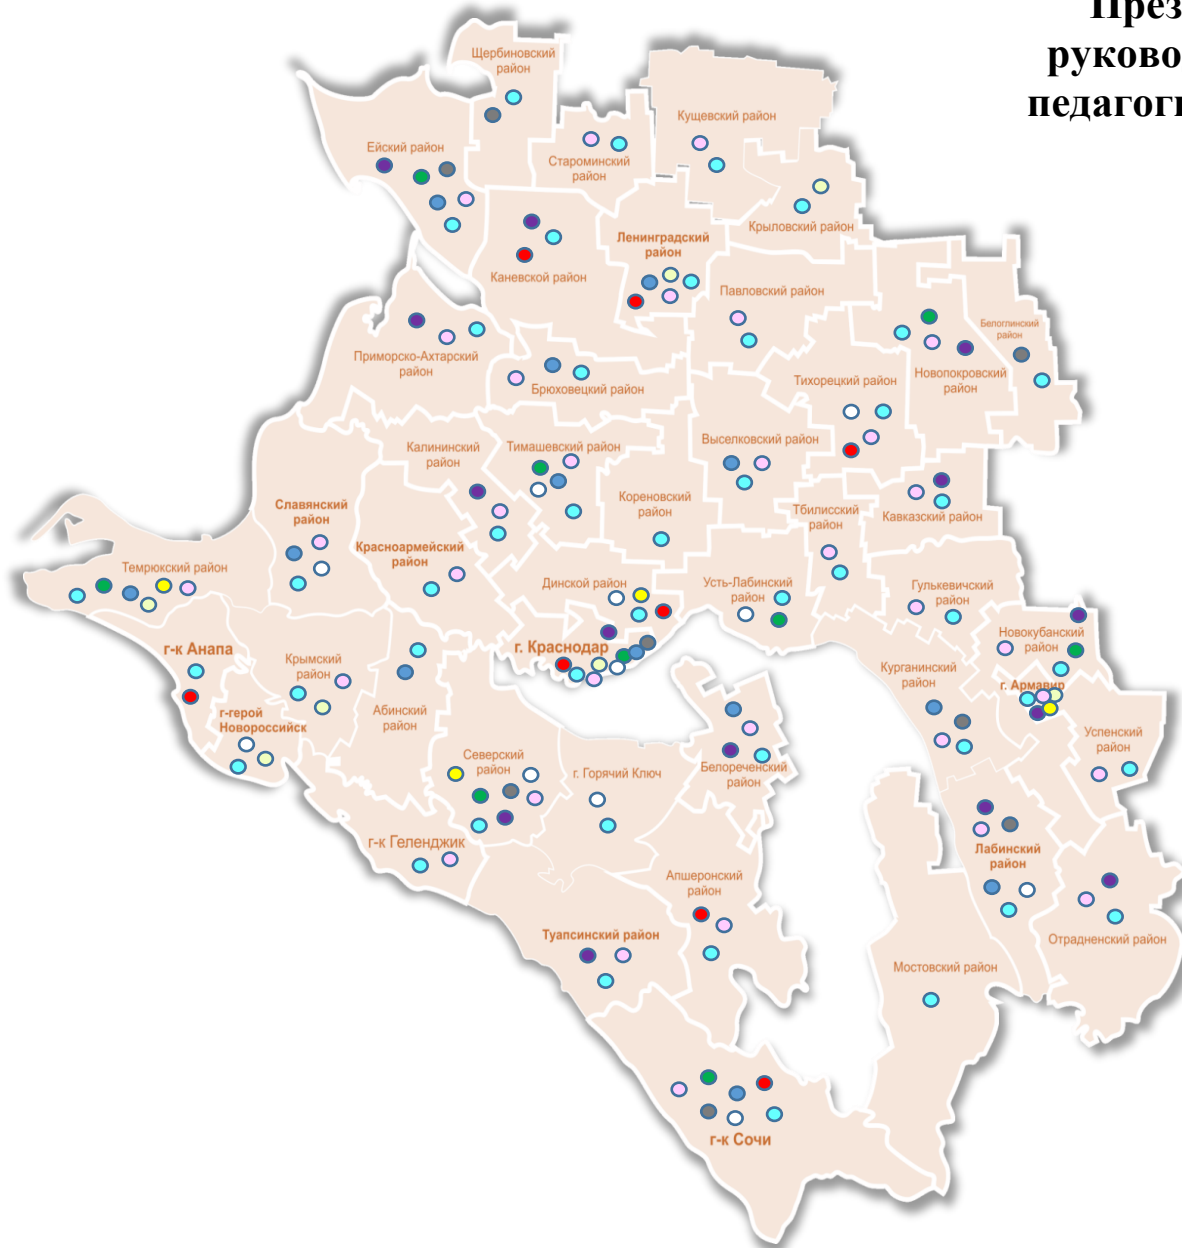 През
руково
педагоги
Щербиновский
район
Кущевский район
Ейский район
Староминский
район
Крыловский район
Ленинградский
район
Каневской район
Павловский район
Белоглинский
район
Приморско-Ахтарский
район
Брюховецкий район
Тихорецкий район
Новопокровский
район
Калининский
район
Тимашевский район
Выселковский район
Кореновский
район
Славянский
район
Тбилисский
район
Кавказский район
Красноармейский
район
Темрюкский район
Динской район
Усть-Лабинский
район
Гулькевичский
район
г-к Анапа
Крымский
район
г. Краснодар
Новокубанский
район
Курганинский
район
г. Армавир
г-герой
Новороссийск
Абинский
район
Успенский
район
Северский
район
г. Горячий Ключ
Белореченский
район
г-к Геленджик
Лабинский
район
Апшеронский
район
Туапсинский район
Отрадненский район
Мостовский район
г-к Сочи